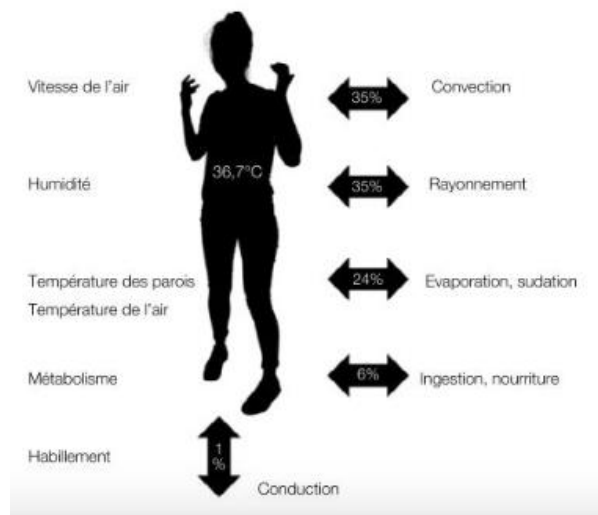 Vitesse de l'air
35%
Convection
36,7°C
Humidité
35%
Rayonnement
Température des parois
24%
Evaporation, sudation
Température de l'air
Métabolisme
6%
Ingestion, nourriture
Habillement
1
%
Conduction